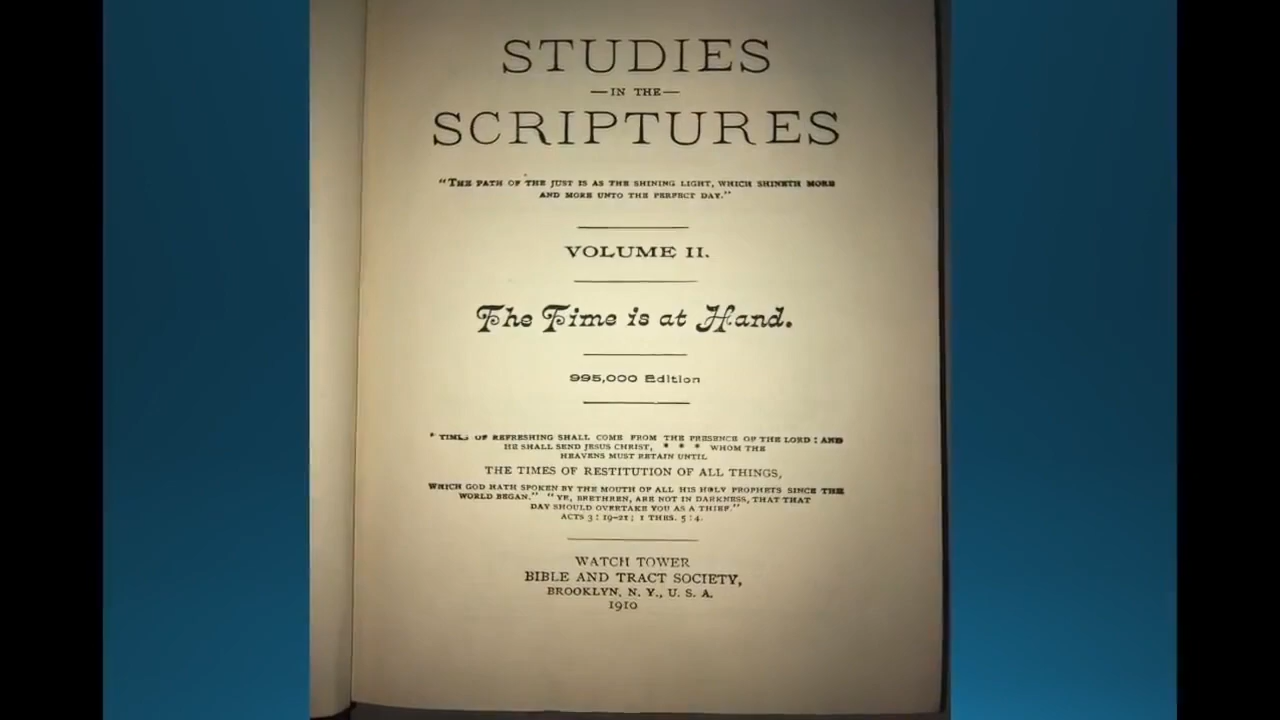 STUDIES
—IN THE—
SCRIPTURES
"THE PATH OF THE JUST IS AS THE SHINING LIGHT, WHICH SHINETH MORE
AND MORE UNTO THE PERFECT DAY."
VOLUME II.
The Time is at Hand.
995,000 Edition
"TIMES OF REFRESHING SHALL COME FROM THE PRESENCE OF THE LORD: AND
HE SHALL SEND JESUS CHRIST, * * * WHOM THE
HEAVENS MUST RETAIN UNTIL
THE TIMES OF RESTITUTION OF ALL THINGS,
WHICH GOD HATH SPOKEN BY THE MOUTH OF ALL HIS HOLY PROPHETS SINCE THE
WORLD BEGAN." "YE, BRETHREN, ARE NOT IN DARKNESS, THAT THAT
DAY SHOULD OVERTAKE YOU AS A THIEF."
ACTS 3:19-21; 1 THES. 5:4.
WATCH TOWER
BIBLE AND TRACT SOCIETY,
BROOKLYN, N. Y., U. S. A.
1910